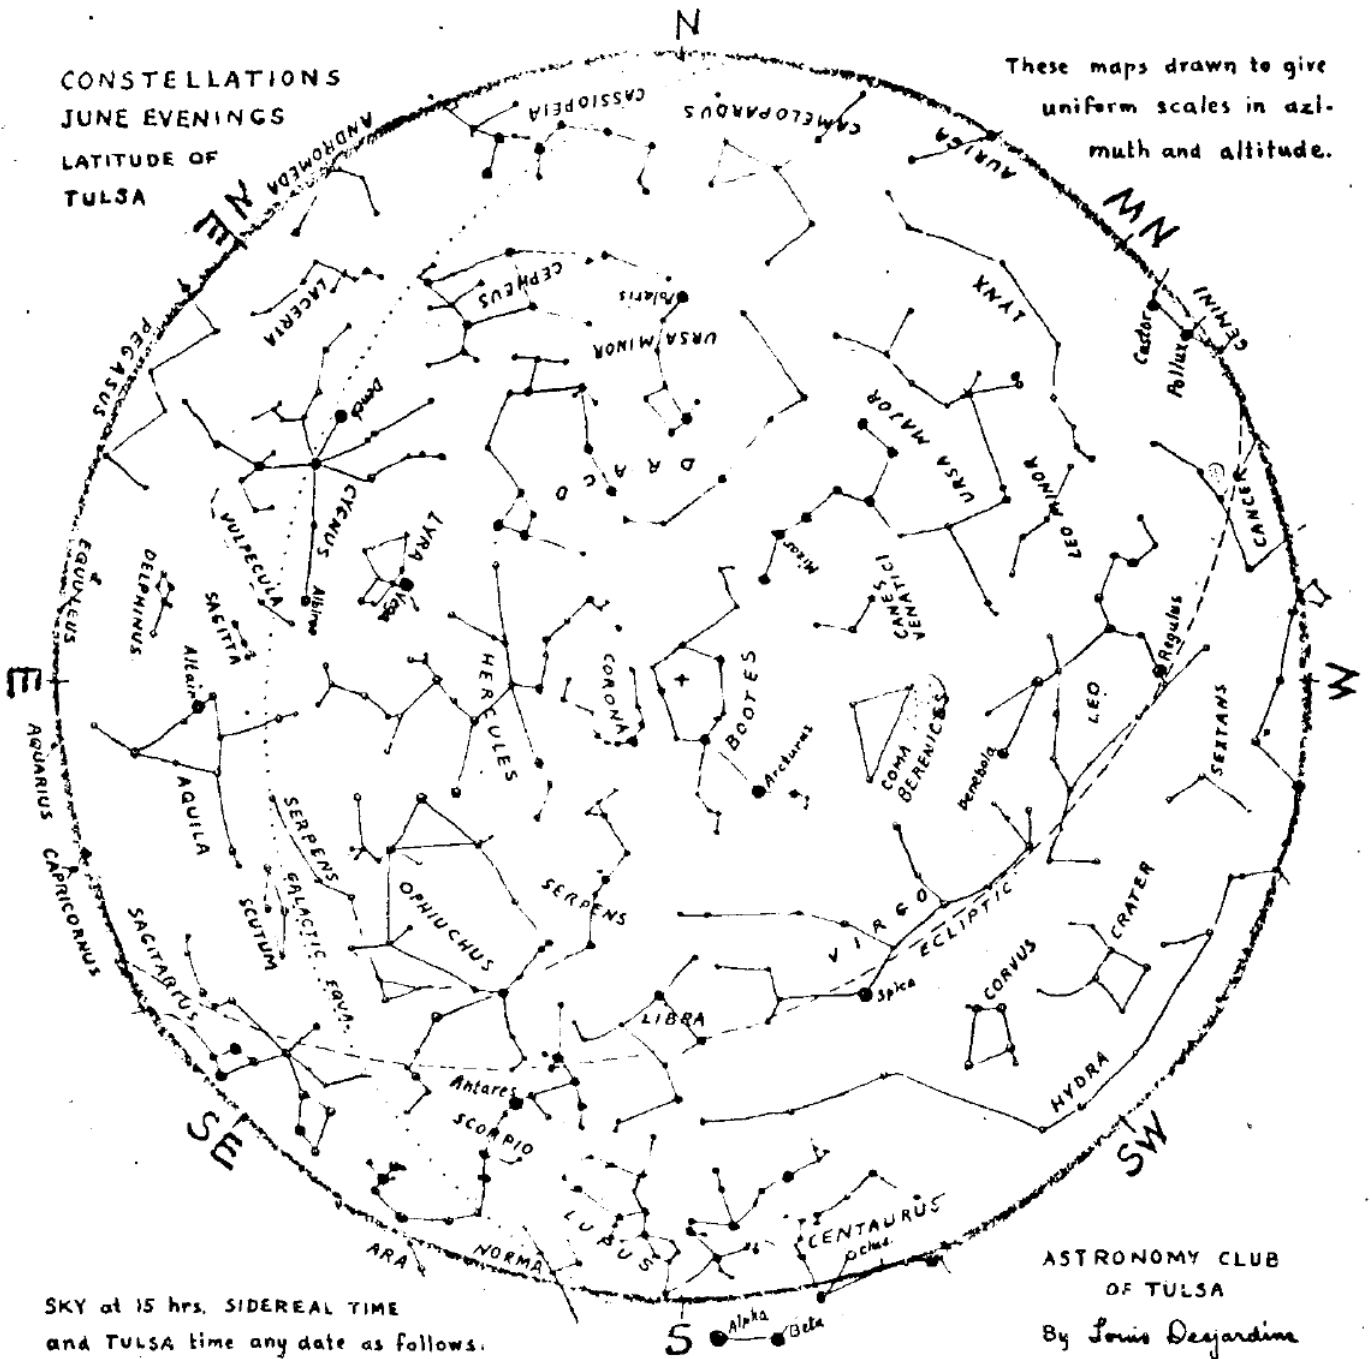 N
CONSTELLATIONS
JUNE EVENINGS
LATITUDE OF
TULSA
These maps drawn to give
uniform scales in azi-
muth and altitude.
CASSIOPEIA
CAMELOPARDUS
ANDROMEDA
AURIGA
NE
NW
LACERTA
CEPHEUS
Polaris
LYNX
GEMINI
Castor
Pollux
PEGASUS
URSA MINOR
Deneb
URSA MAJOR
DRACO
CYGNUS
LEO MINOR
CANCER
VULPECULA
LYRA
Mizar
EQUULEUS
DELPHINUS
SAGITTA
Albireo
Vega
CANES
VENATICI
Regulus
Altair
HERCULES
CORONA
BOOTES
E
W
LEO
SEXTANS
COMA
BERENICES
Arcturus
Denebola
AQUARIUS
AQUILA
SERPENS
CAPRICORNUS
OPHIUCHUS
SERPENS
GALACTIC EQUA-
SCUTUM
VIRGO
ECLIPTIC
CRATER
SAGITARIUS
CORVUS
Spica
LIBRA
HYDRA
Antares
SCORPIO
SE
SW
LUPUS
CENTAURUS
ARA
NORMA
S
Alpha
Beta
SKY at 15 hrs. SIDEREAL TIME
and TULSA time any date as follows.
ASTRONOMY CLUB
OF TULSA
By Louis Desjardins